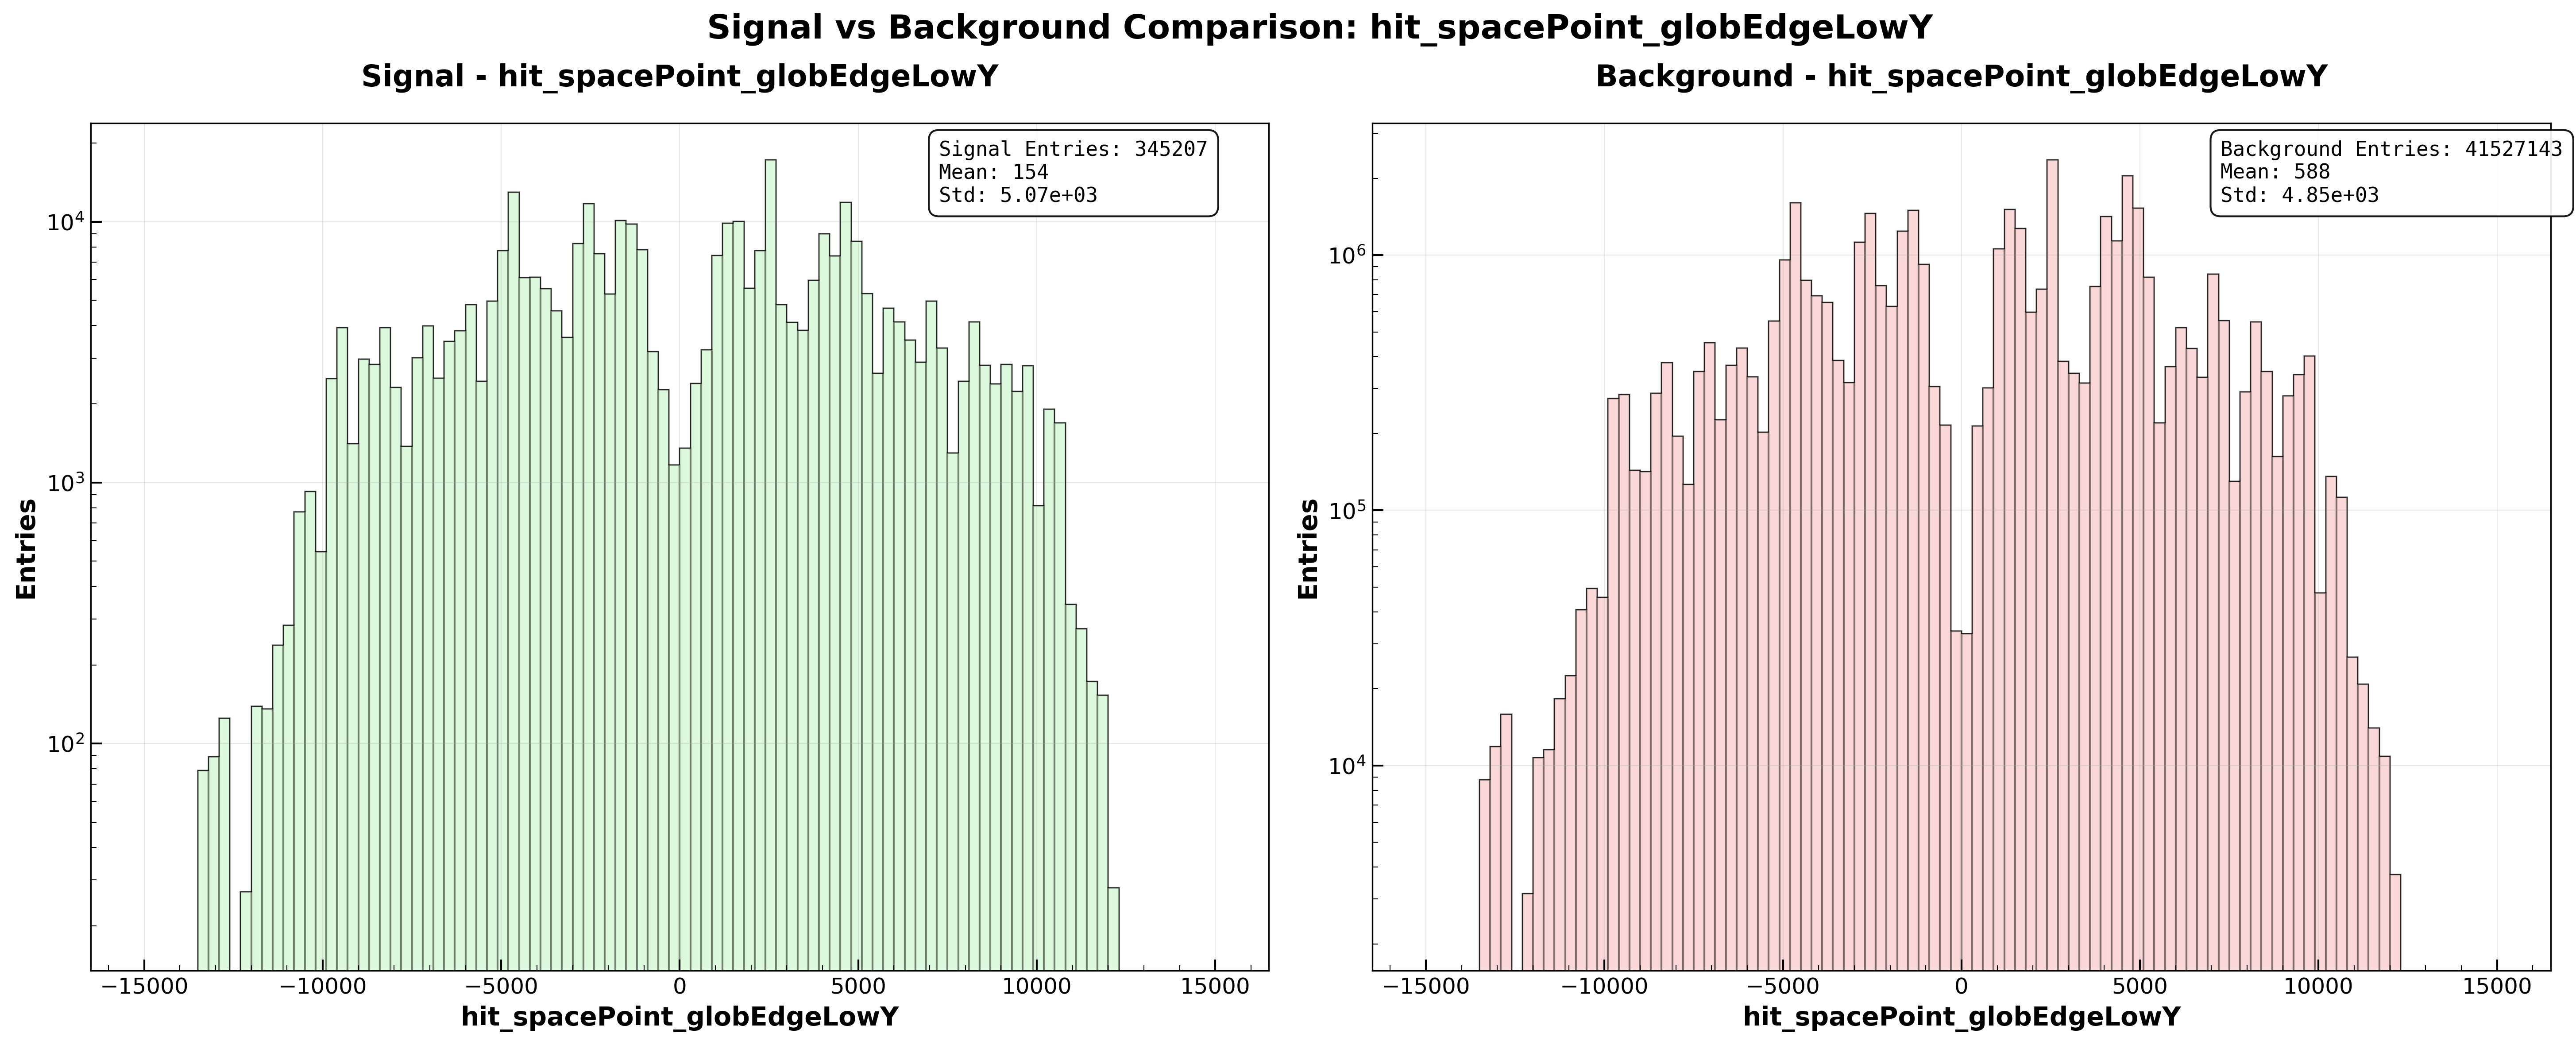 Signal vs Background Comparison: hit_spacePoint_globEdgeLowY
Signal - hit_spacePoint_globEdgeLowY
Signal Entries: 345207
Mean: 154
Std: 5.07e+03
10^4
10^3
10^2
Entries
−15000 −10000 −5000 0 5000 10000 15000
hit_spacePoint_globEdgeLowY
Background - hit_spacePoint_globEdgeLowY
Background Entries: 41527143
Mean: 588
Std: 4.85e+03
10^6
10^5
10^4
Entries
−15000 −10000 −5000 0 5000 10000 15000
hit_spacePoint_globEdgeLowY